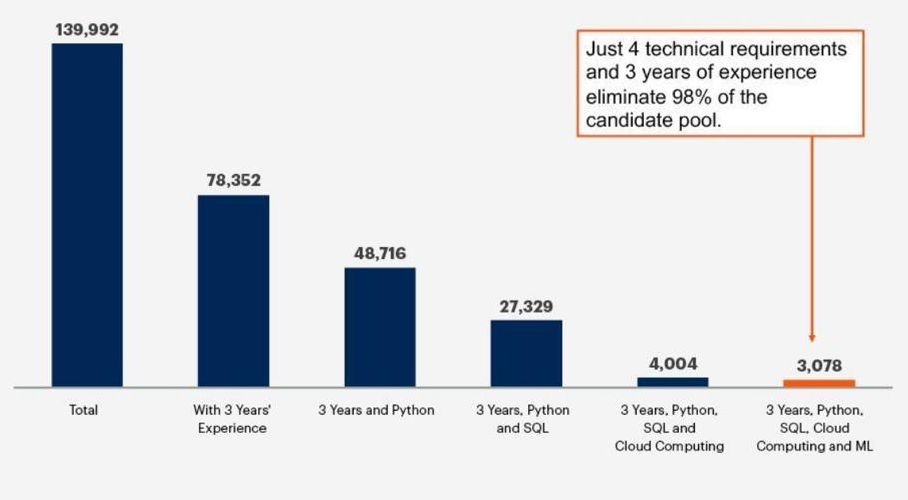 139,992
Just 4 technical requirements
and 3 years of experience
eliminate 98% of the
candidate pool.
78,352
48,716
27,329
4,004
3,078
Total
With 3 Years'
Experience
3 Years and Python
3 Years, Python
and SQL
3 Years, Python,
SQL and
Cloud Computing
3 Years, Python,
SQL, Cloud
Computing and ML